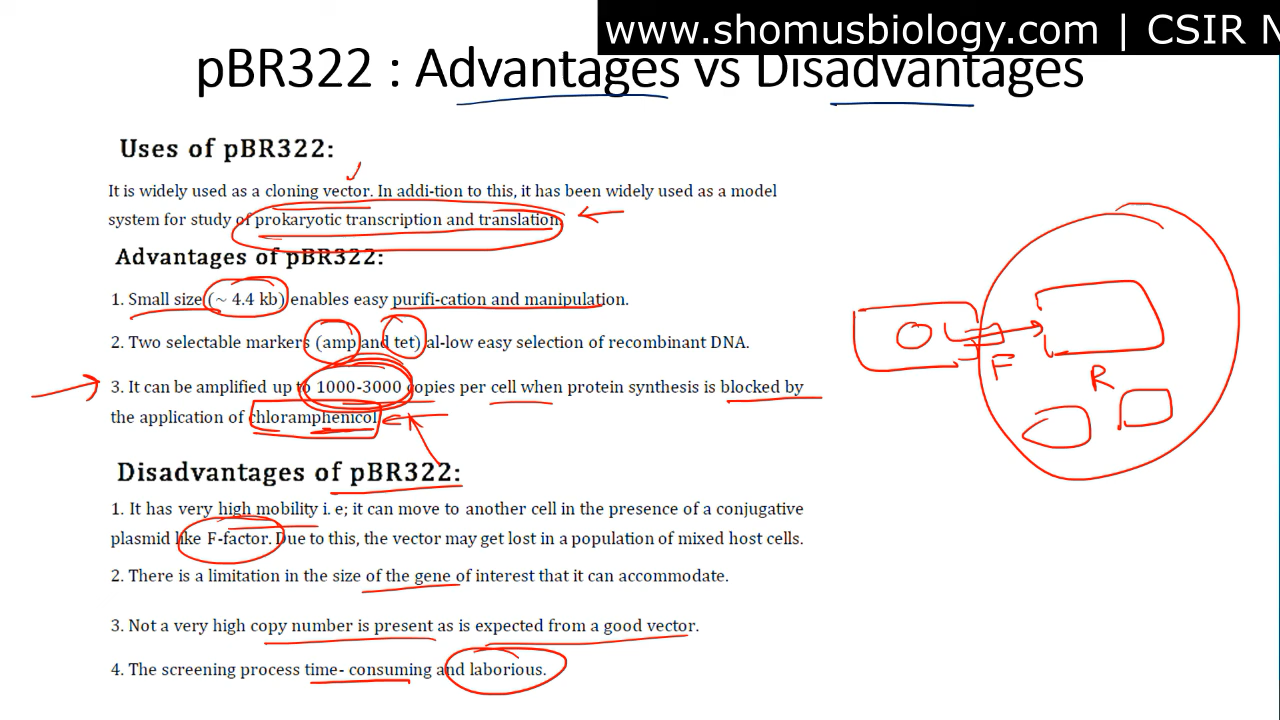 www.shomusbiology.com | CSIR N
pBR322 : Advantages vs Disadvantages
Uses of pBR322:
It is widely used as a cloning vector. In addi-tion to this, it has been widely used as a model
system for study of prokaryotic transcription and translation.
Advantages of pBR322:
1. Small size (~ 4.4 kb) enables easy purifi-cation and manipulation.
2. Two selectable markers (amp and tet) al-low easy selection of recombinant DNA.
3. It can be amplified up to 1000-3000 copies per cell when protein synthesis is blocked by
the application of chloramphenicol.
F
R
Disadvantages of pBR322:
1. It has very high mobility i. e; it can move to another cell in the presence of a conjugative
plasmid like F-factor. Due to this, the vector may get lost in a population of mixed host cells.
2. There is a limitation in the size of the gene of interest that it can accommodate.
3. Not a very high copy number is present as is expected from a good vector.
4. The screening process time- consuming and laborious.